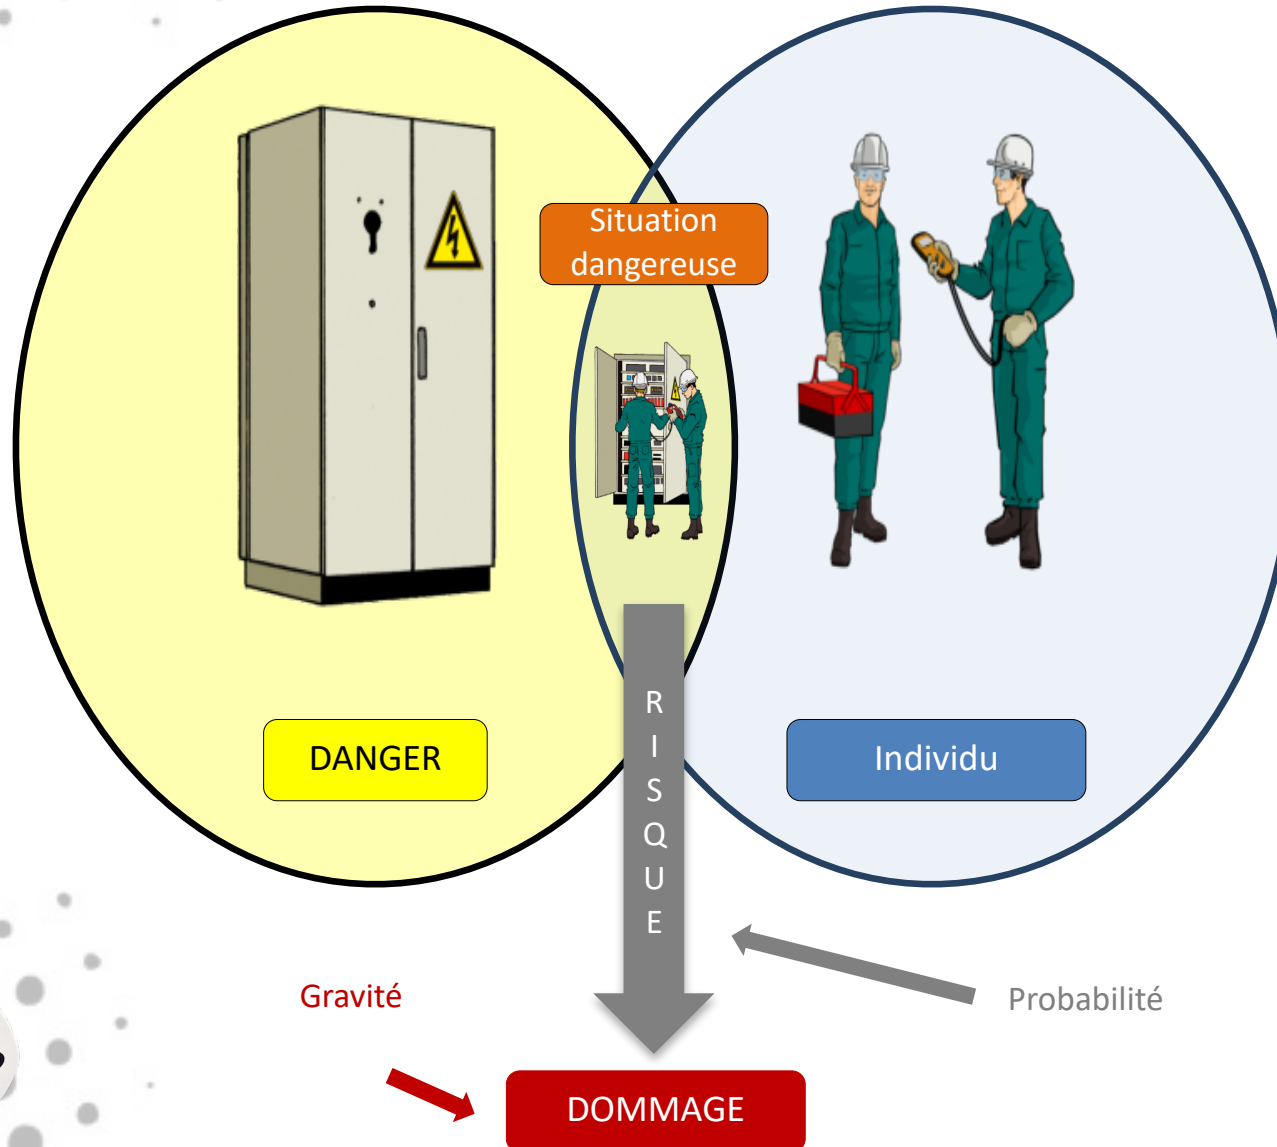 Situation
dangereuse
DANGER
Individu
R
I
S
Q
U
E
Gravité
Probabilité
DOMMAGE